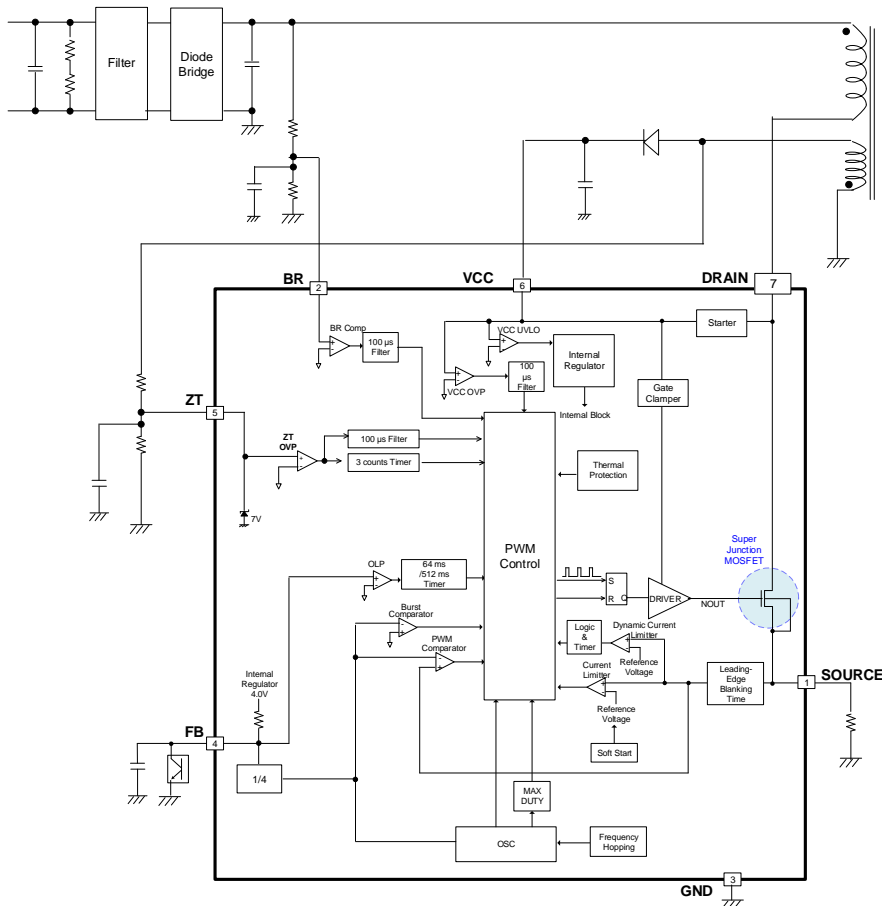 Filter
Diode
Bridge
BR
VCC
DRAIN
2
6
7
BR Comp
+
-
100 µs
Filter
VCC UVLO
+
-
Starter
Internal
Regulator
VCC OVP
+
-
100
µs
Filter
Gate
Clamper
Internal Block
ZT
5
ZT
OVP
+
-
100 µs Filter
3 counts Timer
7V
Thermal
Protection
PWM
Control
Super
Junction
MOSFET
OLP
+
-
64 ms
/512 ms
Timer
S
R
Q
DRIVER
NOUT
Burst
Comparator
-
+
PWM
Comparator
-
+
Logic
&
Timer
Dynamic Current
Limitter
+
-
Reference
Voltage
Current
Limitter
+
-
Reference
Voltage
Leading-
Edge
Blanking
Time
1
SOURCE
Internal
Regulator
4.0V
FB
4
1/4
Soft Start
MAX
DUTY
OSC
Frequency
Hopping
GND
3